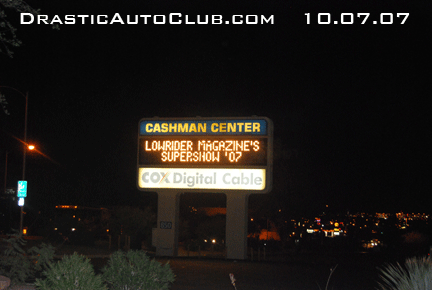 DrasticAutoClub.com 10.07.07
CASHMAN CENTER
LOWRIDER MAGAZINE'S
SUPERSHOW '07
COX Digital Cable